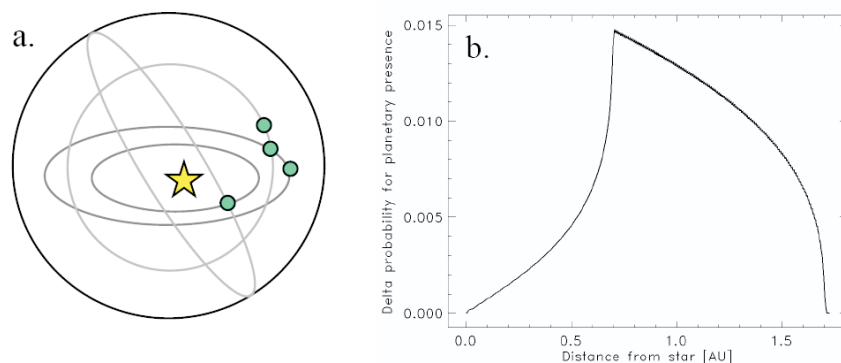 a.
b.
Delta probability for planetary presence
0.015
0.010
0.005
0.000
0.0
0.5
1.0
1.5
Distance from star [AU]